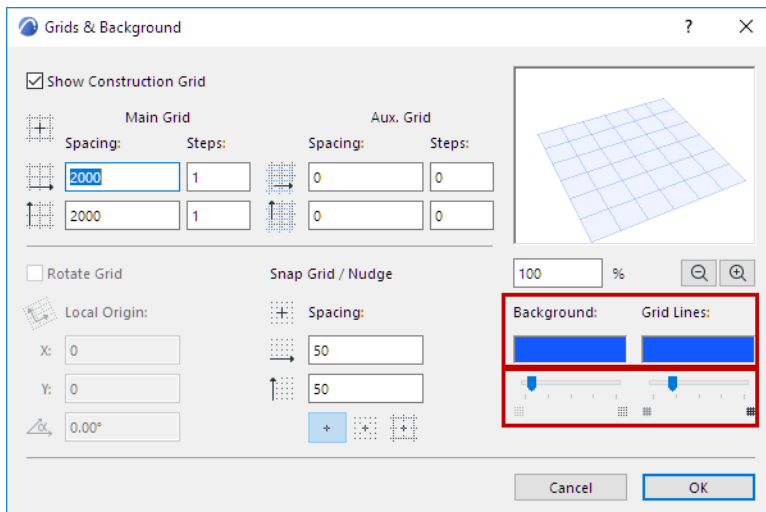 Grids & Background
?
Show Construction Grid
Main Grid
Aux. Grid
Spacing:
Steps:
Spacing:
Steps:
2000
1
0
0
2000
1
0
0
Rotate Grid
Snap Grid / Nudge
100
%
Local Origin:
Spacing:
Background:
Grid Lines:
X:
0
50
Y:
0
50
α
0.00°
Cancel
OK